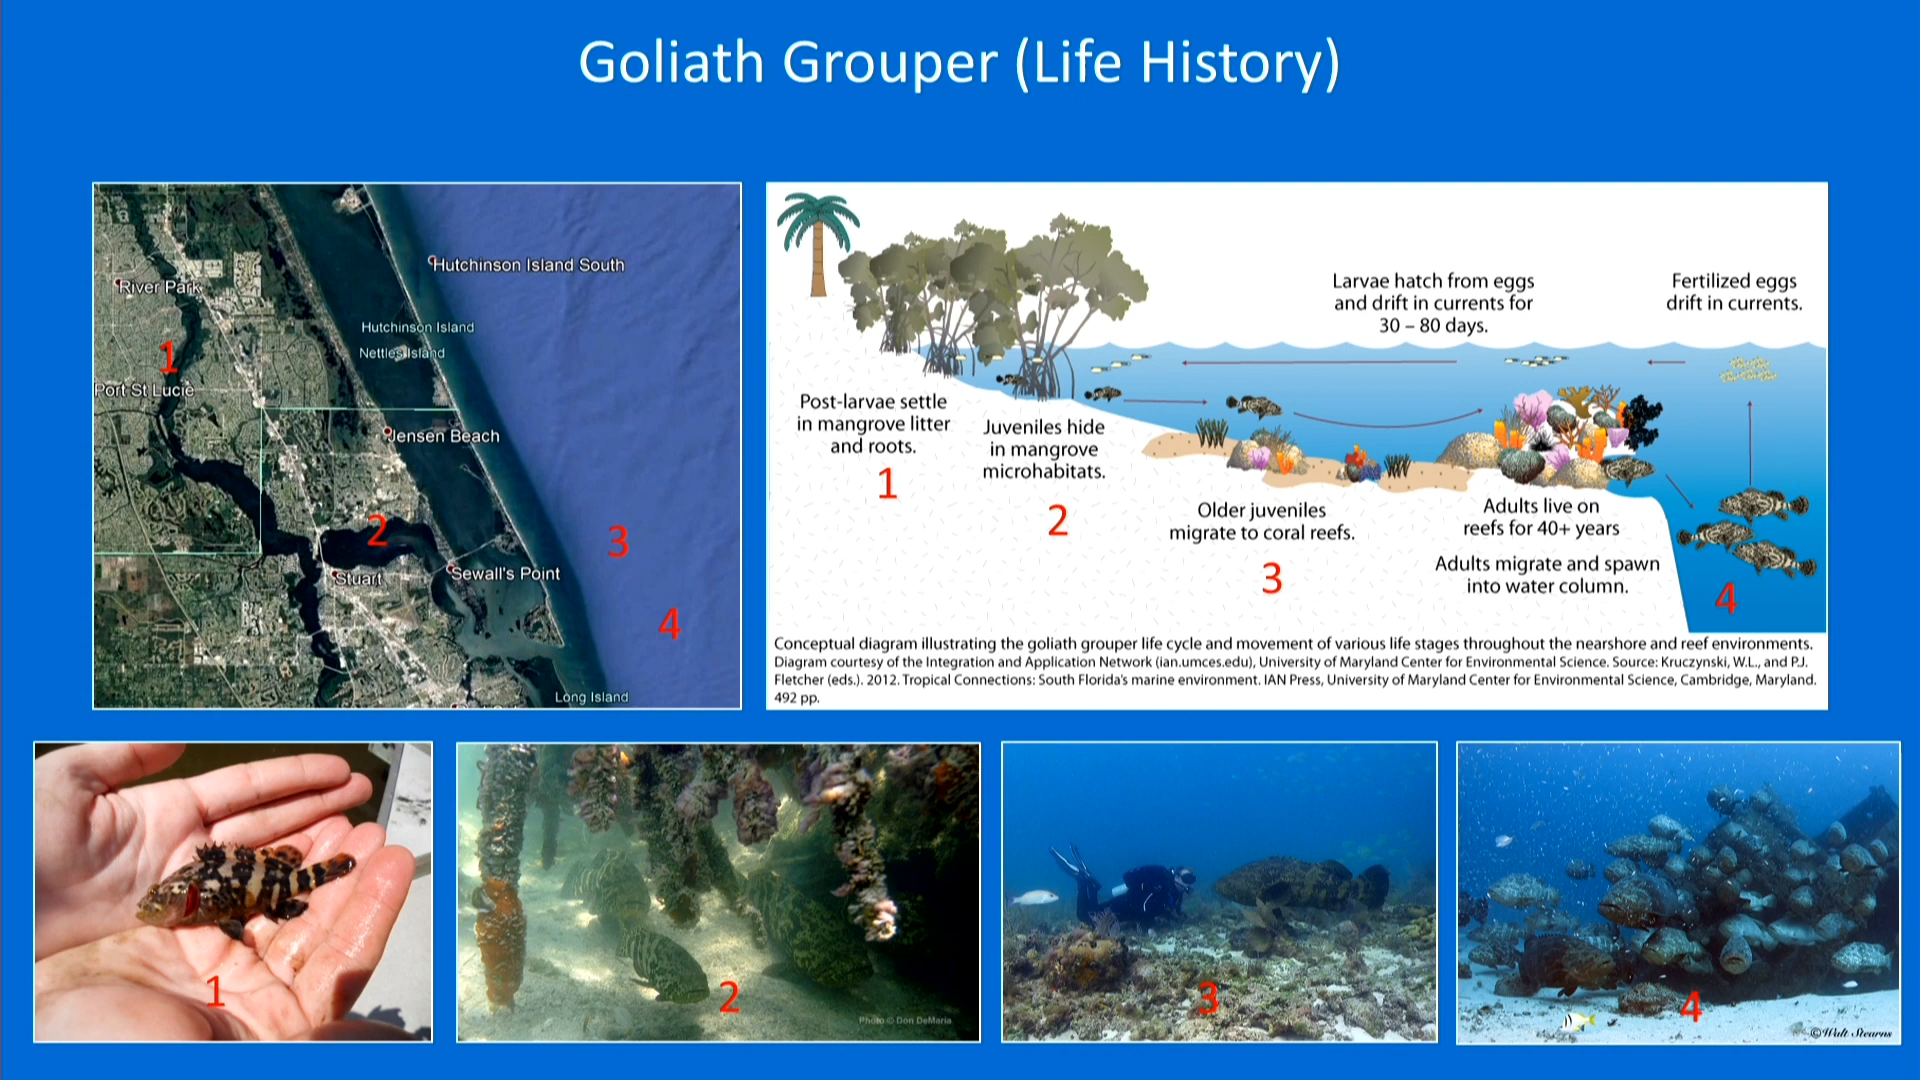 Goliath Grouper (Life History)
Hutchinson Island South
River Park
Hutchinson Island
Nettles Island
1
Port St Lucie
Jensen Beach
2
3
Stuart
Sewall's Point
4
Long Island
Larvae hatch from eggs
and drift in currents for
30 – 80 days.
Fertilized eggs
drift in currents.
Post-larvae settle
in mangrove litter
and roots.
1
Juveniles hide
in mangrove
microhabitats.
2
Older juveniles
migrate to coral reefs.
3
Adults live on
reefs for 40+ years
Adults migrate and spawn
into water column.
4
Conceptual diagram illustrating the goliath grouper life cycle and movement of various life stages throughout the nearshore and reef environments.
Diagram courtesy of the Integration and Application Network (ian.umces.edu), University of Maryland Center for Environmental Science. Source: Kruczynski, W.L., and P.J.
Fletcher (eds.). 2012. Tropical Connections: South Florida's marine environment. IAN Press, University of Maryland Center for Environmental Science, Cambridge, Maryland.
492 pp.
1
2
Photo © Don DeMaria
3
4
©Walt Stearns